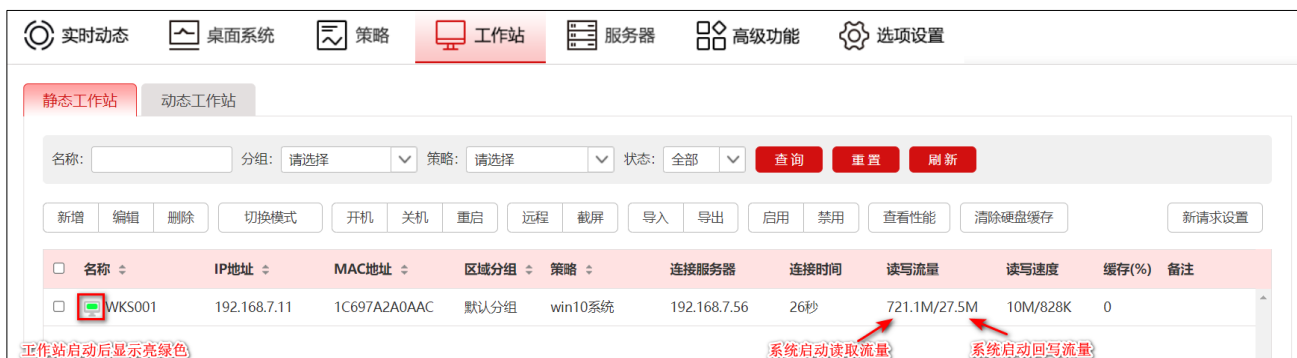 实时动态 桌面系统 策略 工作站 服务器 高级功能 选项设置
静态工作站 动态工作站
名称: 分组: 请选择 策略: 请选择 状态: 全部 查询 重置 刷新
新增 编辑 删除 切换模式 开机 关机 重启 远程 截屏 导入 导出 启用 禁用 查看性能 清除硬盘缓存 新请求设置
名称 IP地址 MAC地址 区域分组 策略 连接服务器 连接时间 读写流量 读写速度 缓存(%) 备注
WKS001 192.168.7.11 1C697A2A0AAC 默认分组 win10系统 192.168.7.56 26秒 721.1M/27.5M 10M/828K 0
工作站启动后显示亮绿色 系统启动读取流量 系统启动回写流量